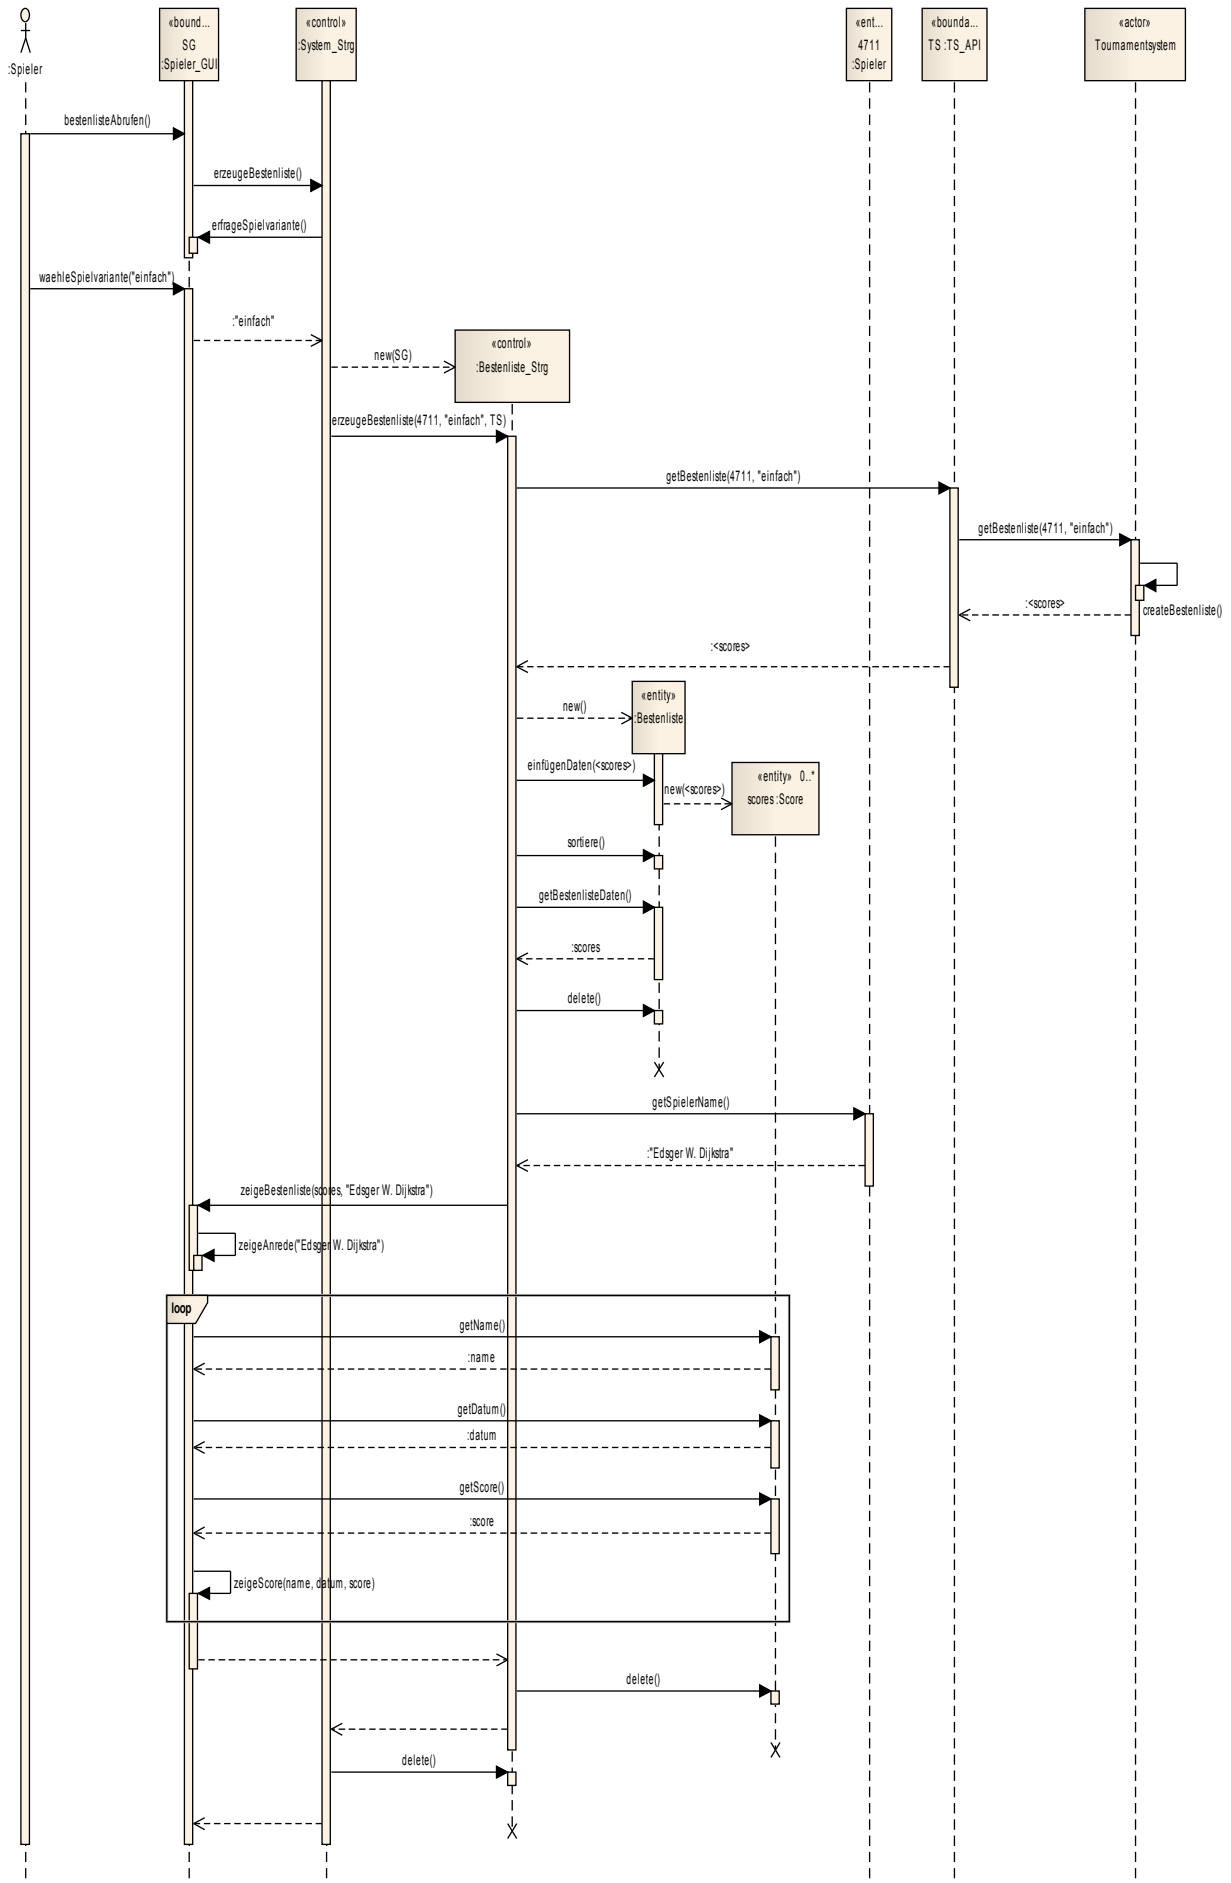 «bound...
SG
:Spieler_GUI
«control»
:System_Strg
«ent...
4711
:Spieler
«bounda...
TS :TS_API
«actor»
Tournamentsystem
:Spieler
bestenlisteAbrufen()
erzeugeBestenliste()
erfrageSpielvariante()
waehleSpielvariante("einfach")
:"einfach"
«control»
:Bestenliste_Strg
new(SG)
erzeugeBestenliste(4711, "einfach", TS)
getBestenliste(4711, "einfach")
getBestenliste(4711, "einfach")
createBestenliste()
:<scores>
:<scores>
«entity»
:Bestenliste
new()
einfügenDaten(<scores>)
«entity» 0..*
scores :Score
new(<scores>)
sortiere()
getBestenlisteDaten()
:scores
delete()
getSpielerName()
:"Edsger W. Dijkstra"
zeigeBestenliste(scores, "Edsger W. Dijkstra")
zeigeAnrede("Edsger W. Dijkstra")
loop
getName()
:name
getDatum()
:datum
getScore()
:score
zeigeScore(name, datum, score)
delete()
delete()